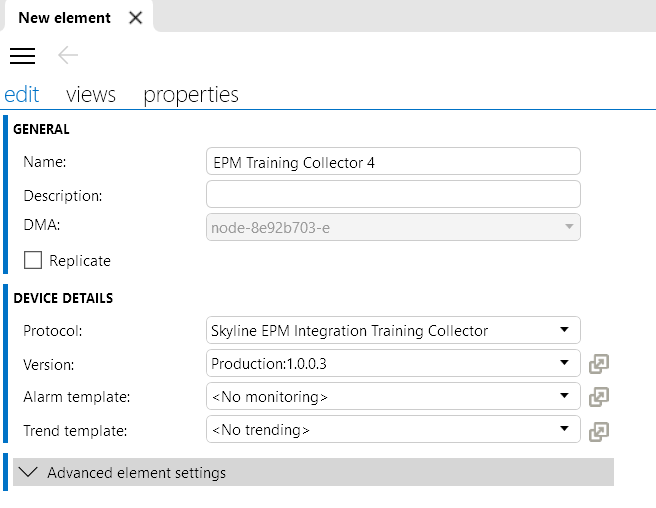 New element
edit views properties
GENERAL
Name: EPM Training Collector 4
Description:
DMA: node-8e92b703-e
Replicate
DEVICE DETAILS
Protocol: Skyline EPM Integration Training Collector
Version: Production:1.0.0.3
Alarm template: <No monitoring>
Trend template: <No trending>
Advanced element settings